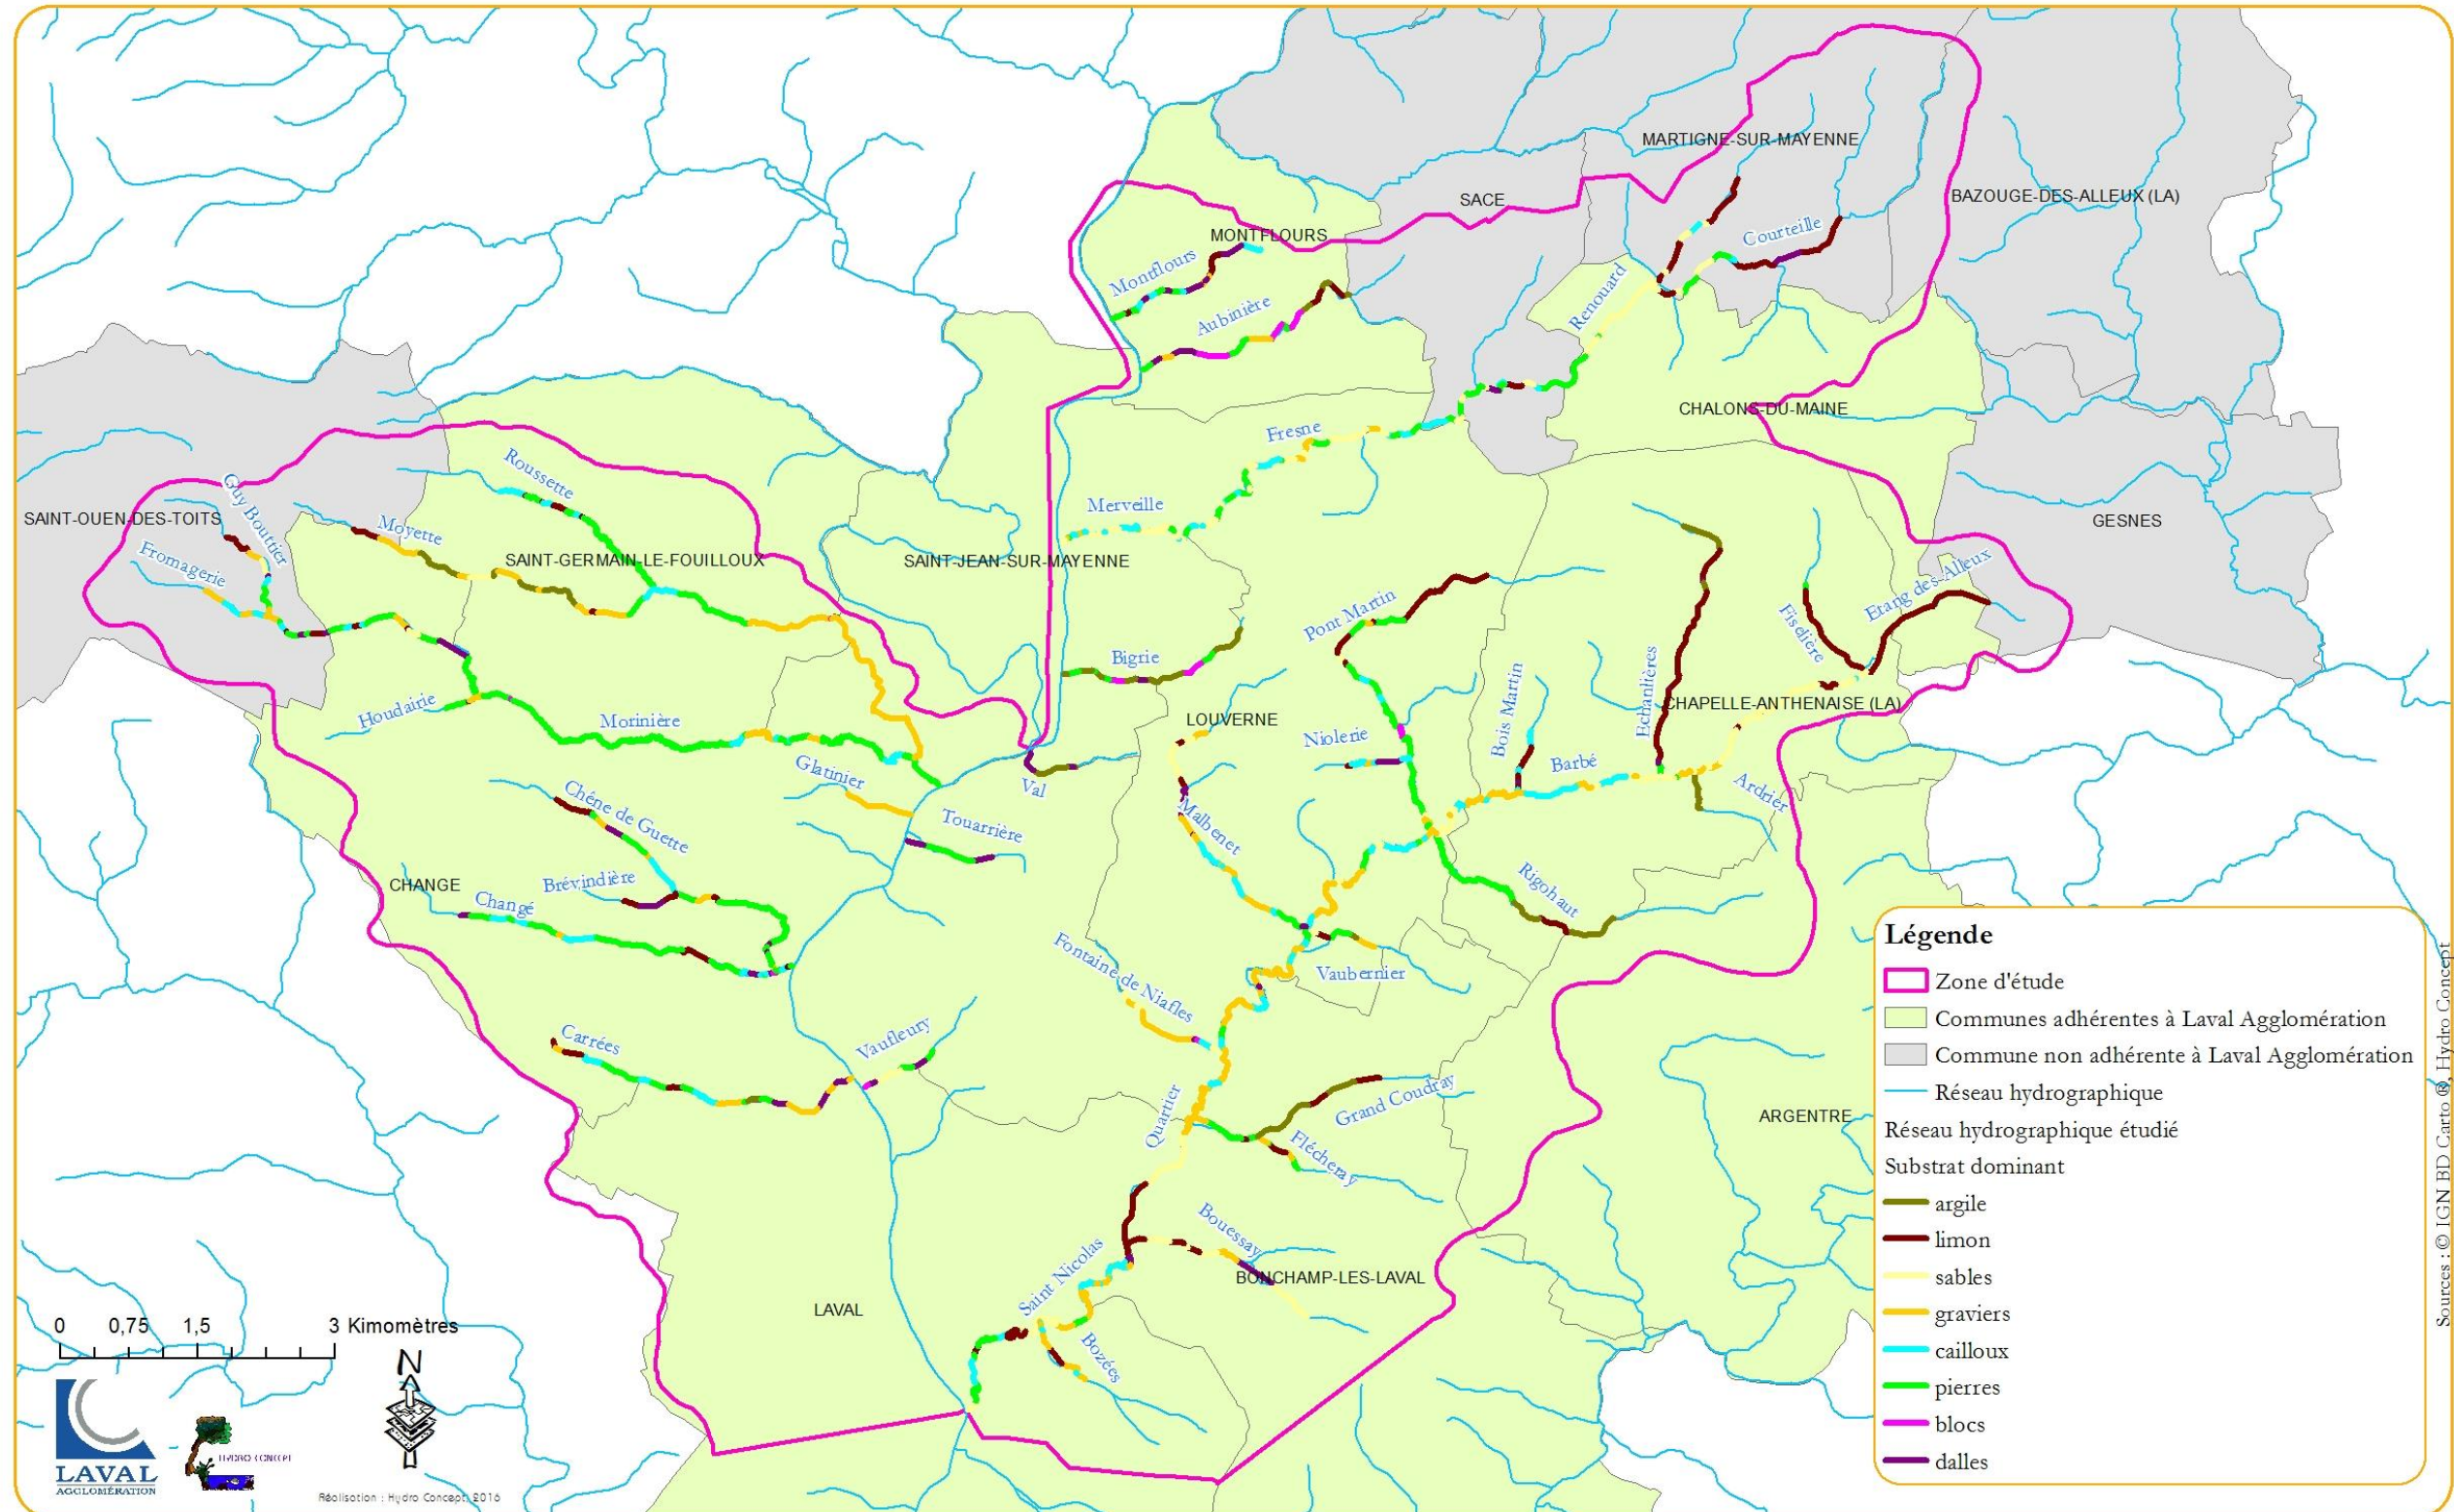 MARTIGNE-SUR-MAYENNE
SACE
BAZOUGE-DES-ALLEUX (LA)
MONTFLOURS
Courteille
Montflours
Aubinière
Renouard
CHALONS-DU-MAINE
Fresne
Roussette
Guy Bouttier
SAINT-OUEN-DES-TOITS
Moyette
Merveille
GESNES
Fromagerie
SAINT-GERMAIN-LE-FOUILLOUX
SAINT-JEAN-SUR-MAYENNE
Etang des Alleux
Pont Martin
Fiselière
Bigrie
Echanlières
Bois Martin
CHAPELLE-ANTHENAISE (LA)
Houdairie
Morinière
LOUVERNE
Niolerie
Barbé
Glatinier
Val
Ardrier
Chêne de Guette
Touarrière
Malbenet
CHANGE
Brévindière
Changé
Rigohaut
Fontaine de Niafles
Vaubernier
Carrées
Vaufleury
Quartier
Grand Coudray
Flécheray
ARGENTRE
Bouessay
Saint Nicolas
BONCHAMP-LES-LAVAL
LAVAL
Bozées
Légende
Zone d'étude
Communes adhérentes à Laval Agglomération
Commune non adhérente à Laval Agglomération
Réseau hydrographique
Réseau hydrographique étudié
Substrat dominant
argile
limon
sables
graviers
cailloux
pierres
blocs
dalles
0 0,75 1,5 3 Kimomètres
N
LAVAL
AGGLOMÉRATION
HYDRO CONCEPT
Réalisation : Hydro Concept, 2016
Sources : © IGN BD Carto ®, Hydro Concept